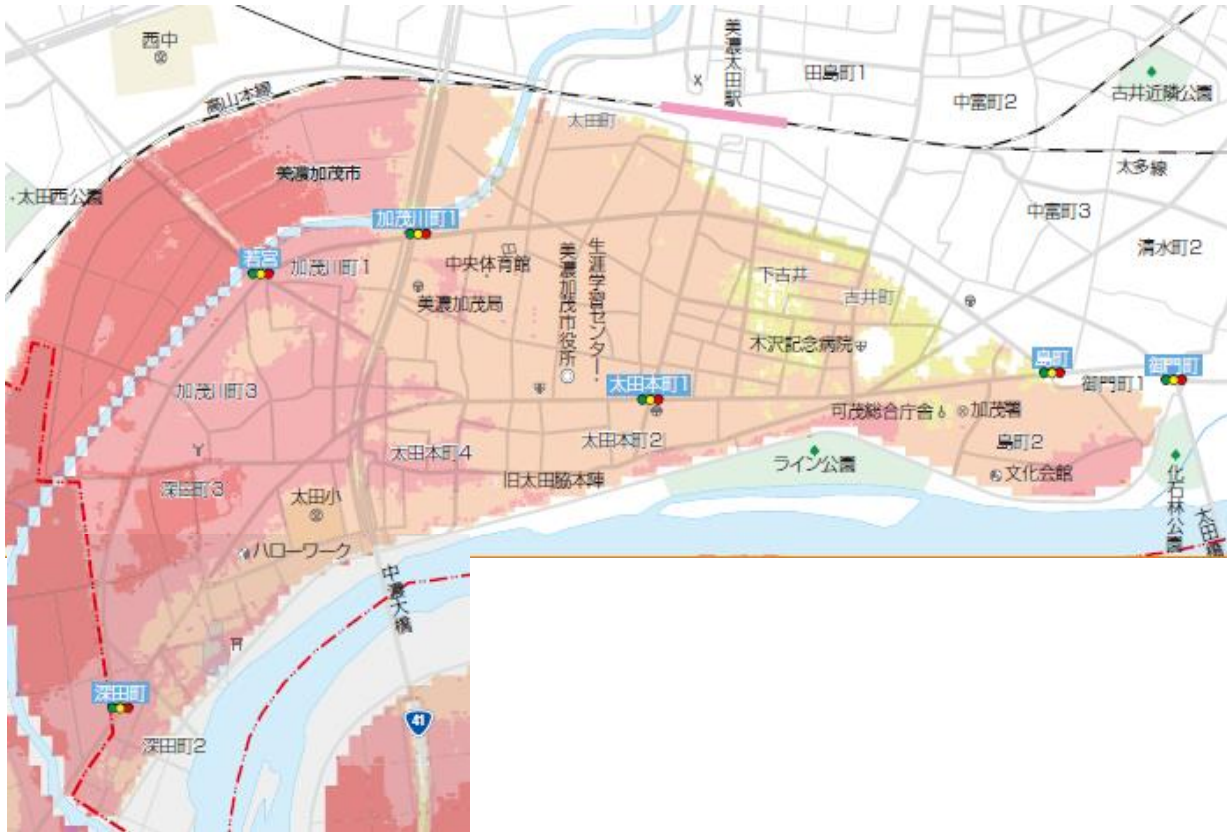 西中
美濃太田駅
田島町1
中富町2
古井近隣公園
高山本線
太田町
太多線
太田西公園
美濃加茂市
中富町3
加茂川町1
清水町2
若宮
加茂川町1
中央体育館
生涯学習センター・
美濃加茂市役所
下古井
古井町
美濃加茂局
木沢記念病院
島町
御門町
加茂川町3
太田本町1
御門町1
可茂総合庁舎
加茂署
太田本町4
太田本町2
島町2
ライン公園
深田町3
旧太田脇本陣
文化会館
太田小
化石林公園
太田橋
ハローワーク
中濃大橋
深田町
41
深田町2